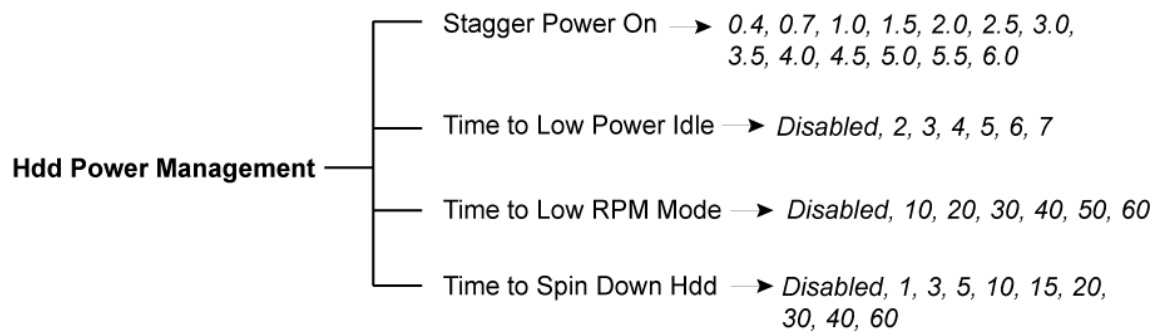 Stagger Power On
0.4, 0.7, 1.0, 1.5, 2.0, 2.5, 3.0,
3.5, 4.0, 4.5, 5.0, 5.5, 6.0
Time to Low Power Idle
Disabled, 2, 3, 4, 5, 6, 7
Hdd Power Management
Time to Low RPM Mode
Disabled, 10, 20, 30, 40, 50, 60
Time to Spin Down Hdd
Disabled, 1, 3, 5, 10, 15, 20,
30, 40, 60